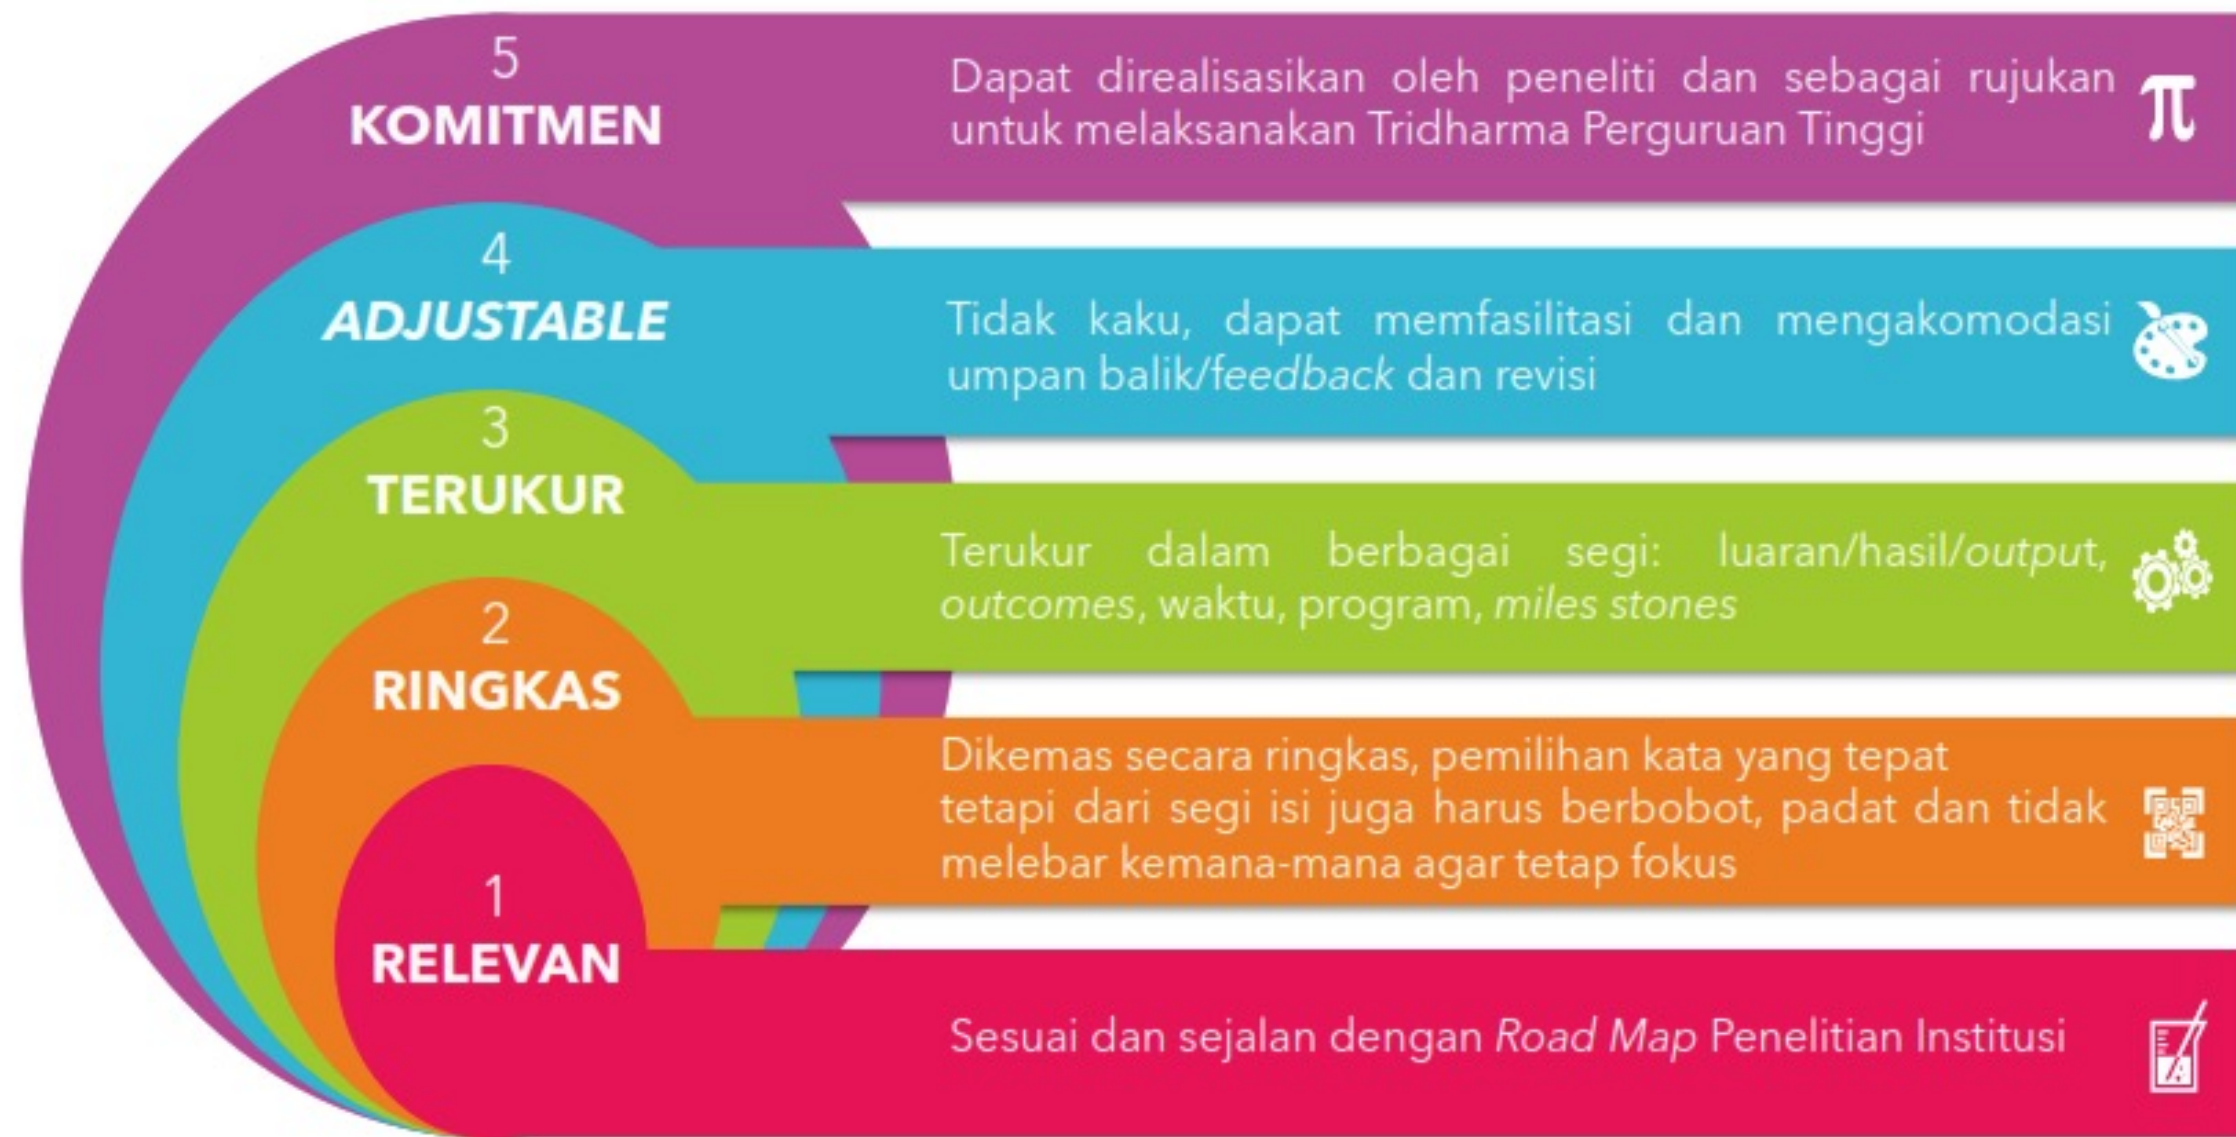 5
KOMITMEN
Dapat direalisasikan oleh peneliti dan sebagai rujukan
untuk melaksanakan Tridharma Perguruan Tinggi
π
4
ADJUSTABLE
Tidak kaku, dapat memfasilitasi dan mengakomodasi
umpan balik/feedback dan revisi
3
TERUKUR
Terukur dalam berbagai segi: luaran/hasil/output,
outcomes, waktu, program, miles stones
2
RINGKAS
Dikemas secara ringkas, pemilihan kata yang tepat
tetapi dari segi isi juga harus berbobot, padat dan tidak
melebar kemana-mana agar tetap fokus
1
RELEVAN
Sesuai dan sejalan dengan Road Map Penelitian Institusi